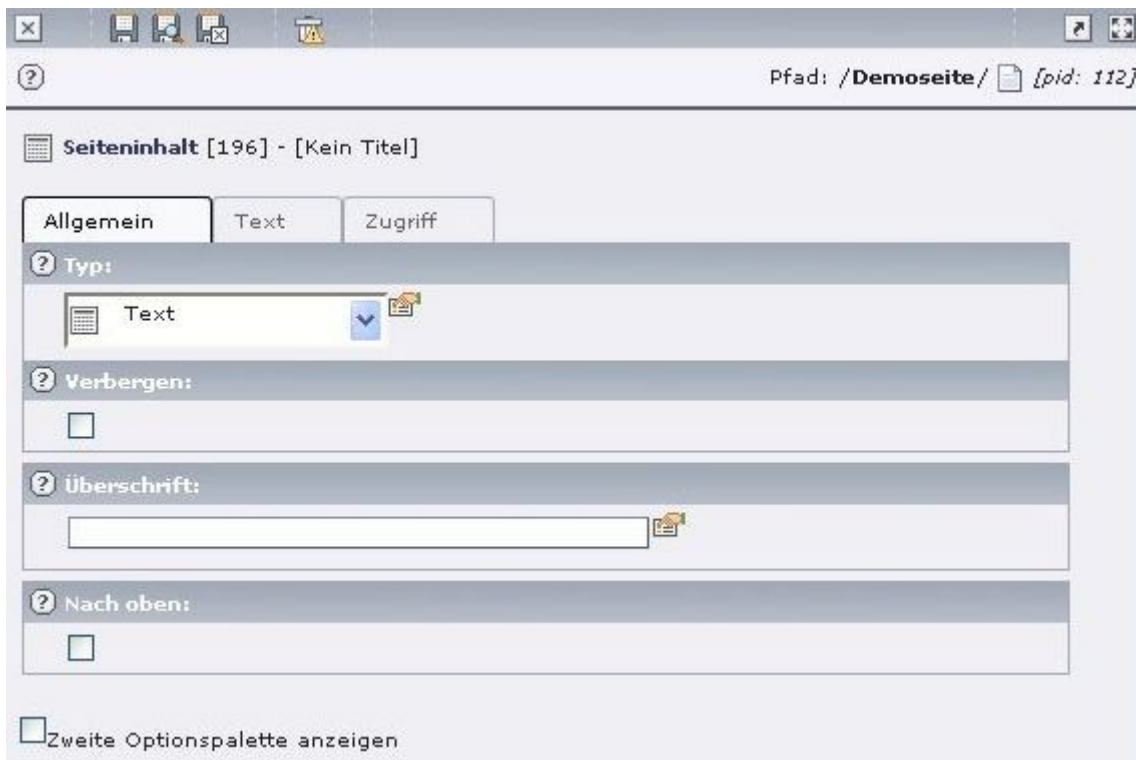 Pfad: /Demoseite/ [pid: 112]
Seiteninhalt [196] - [Kein Titel]
Allgemein Text Zugriff
Typ:
Text
Verbergen:
Überschrift:
Nach oben:
Zweite Optionspalette anzeigen